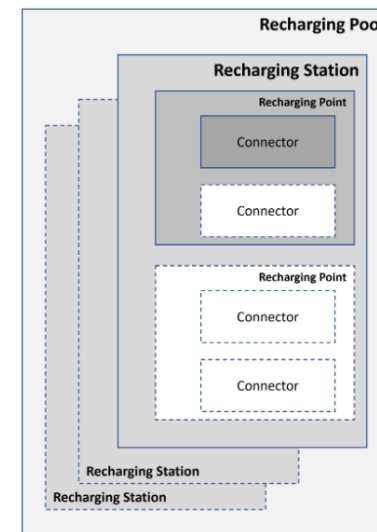 Recharging Poo
Recharging Station
Recharging Point
Connector
Connector
Recharging Point
Connector
Connector
Recharging Station
Recharging Station